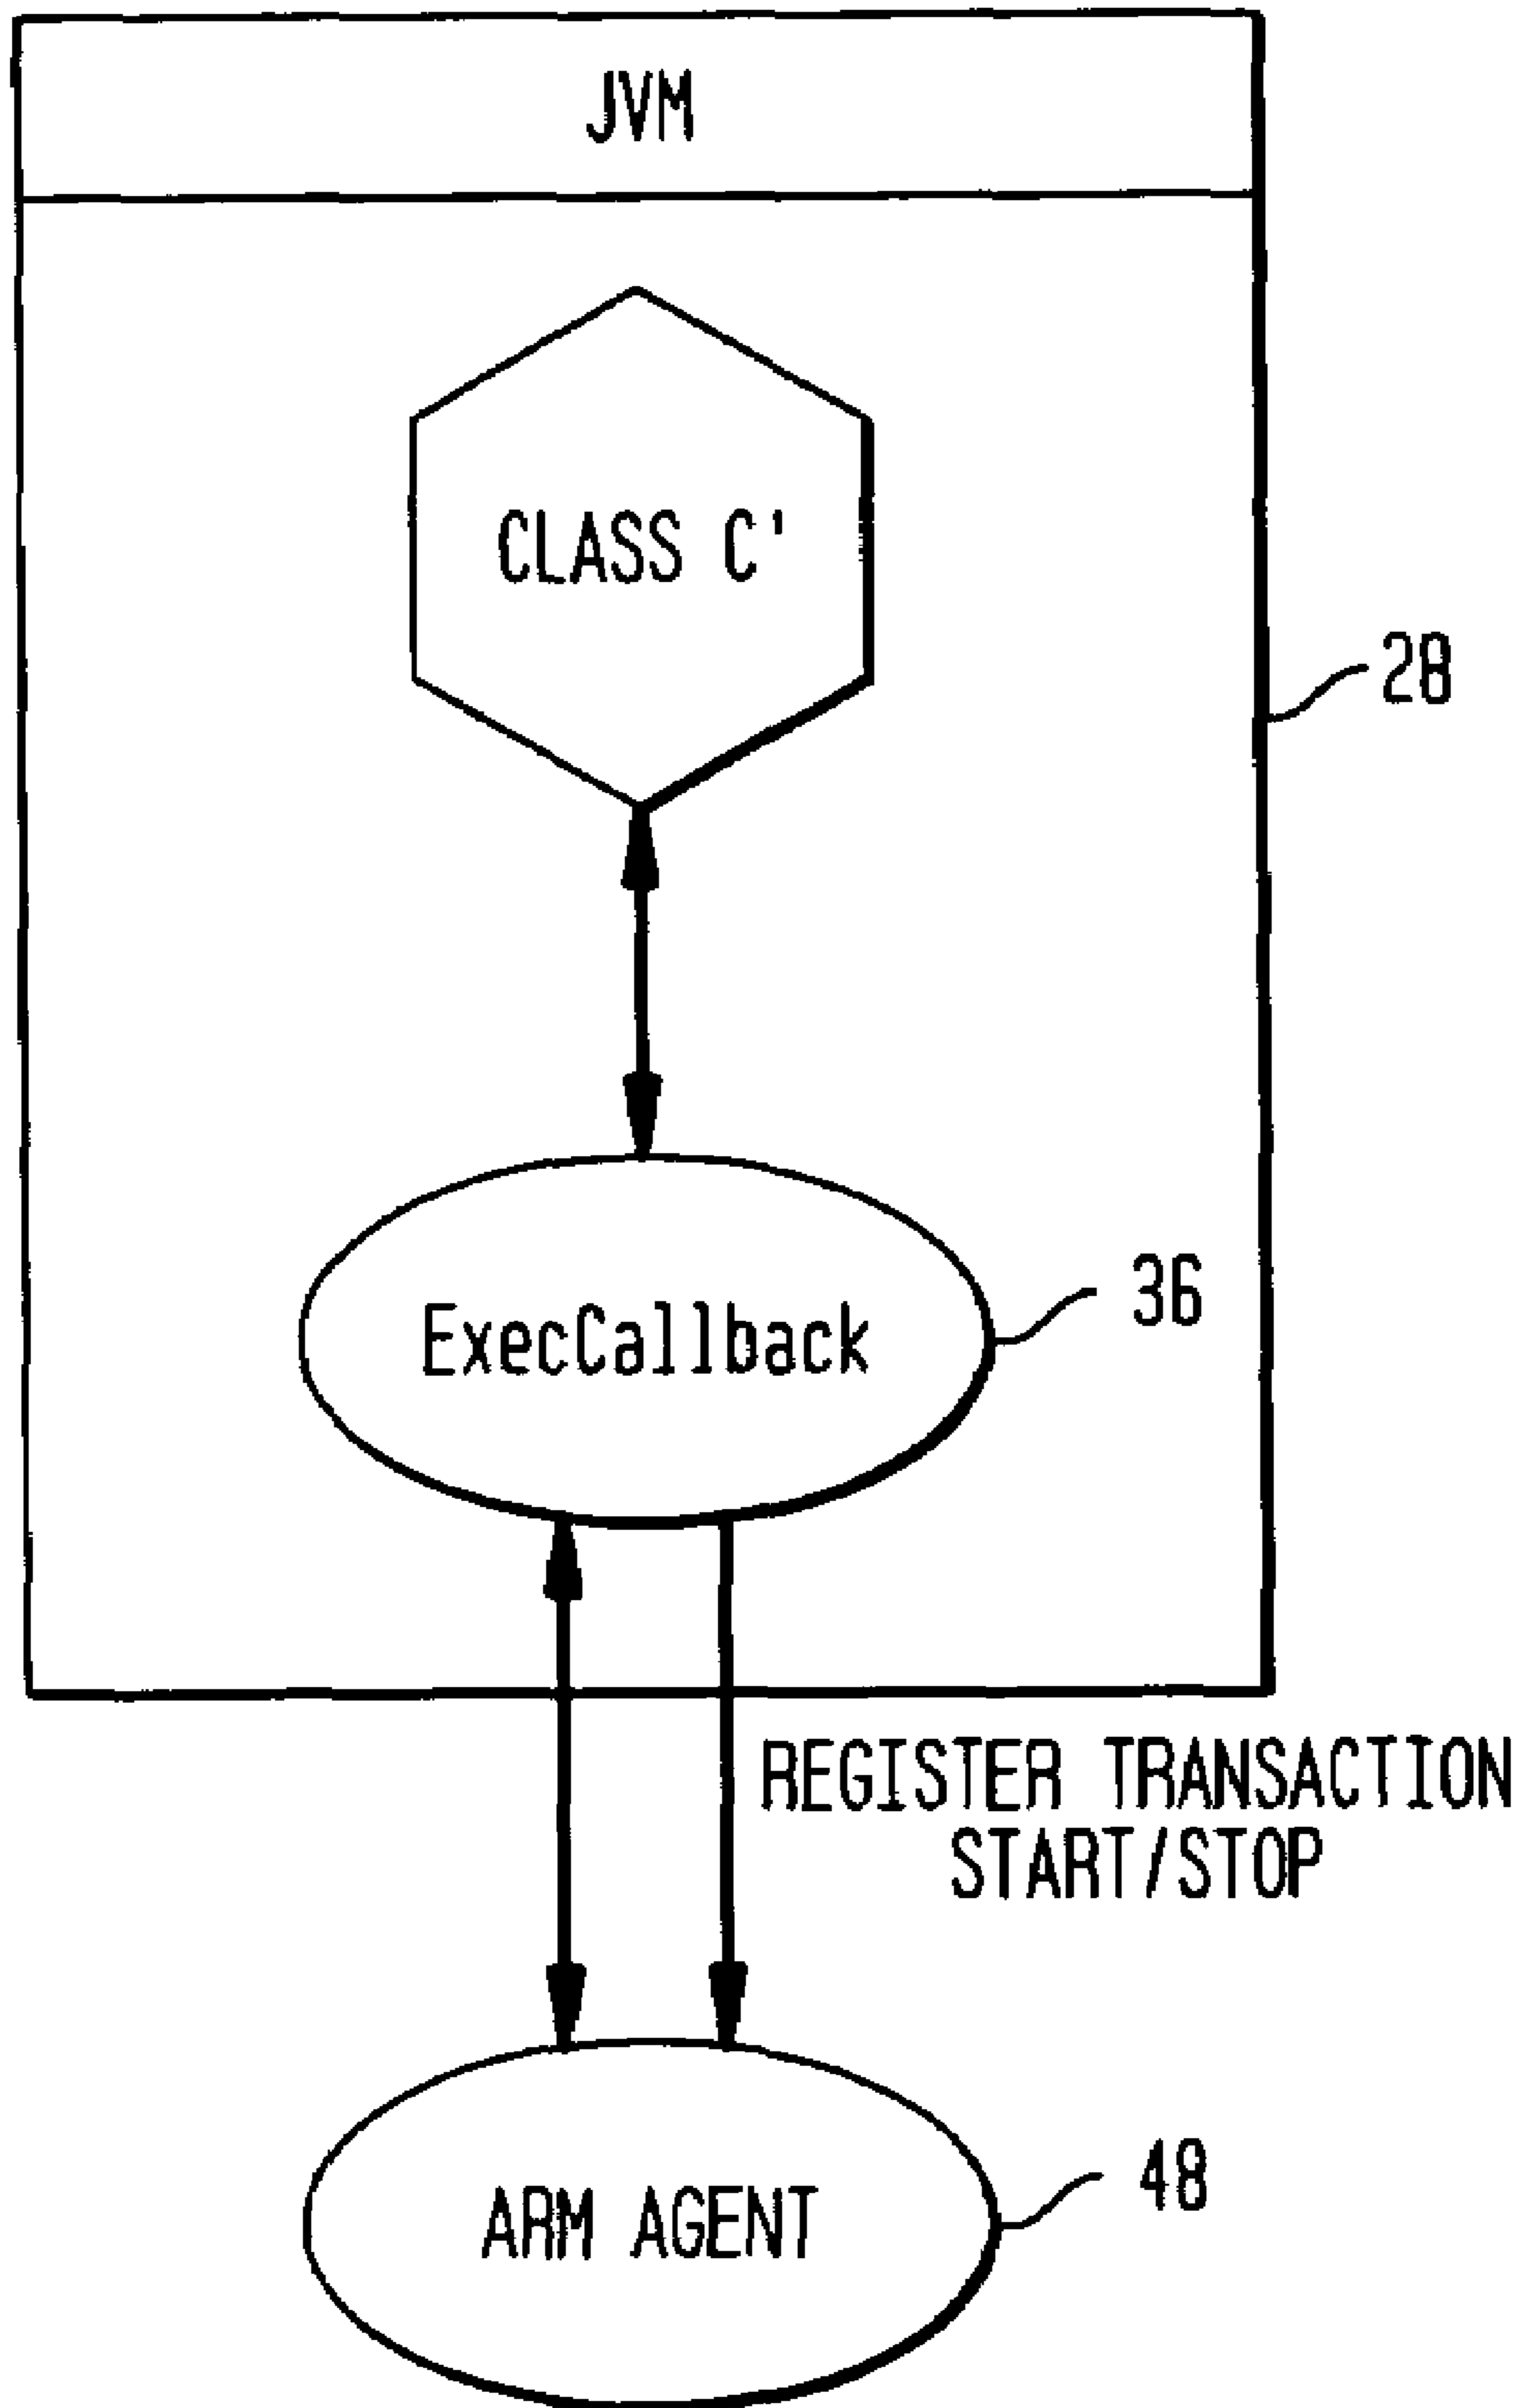 JVM
CLASS C'
28
ExecCallback
36
REGISTER TRANSACTION
START/STOP
ARM AGENT
48